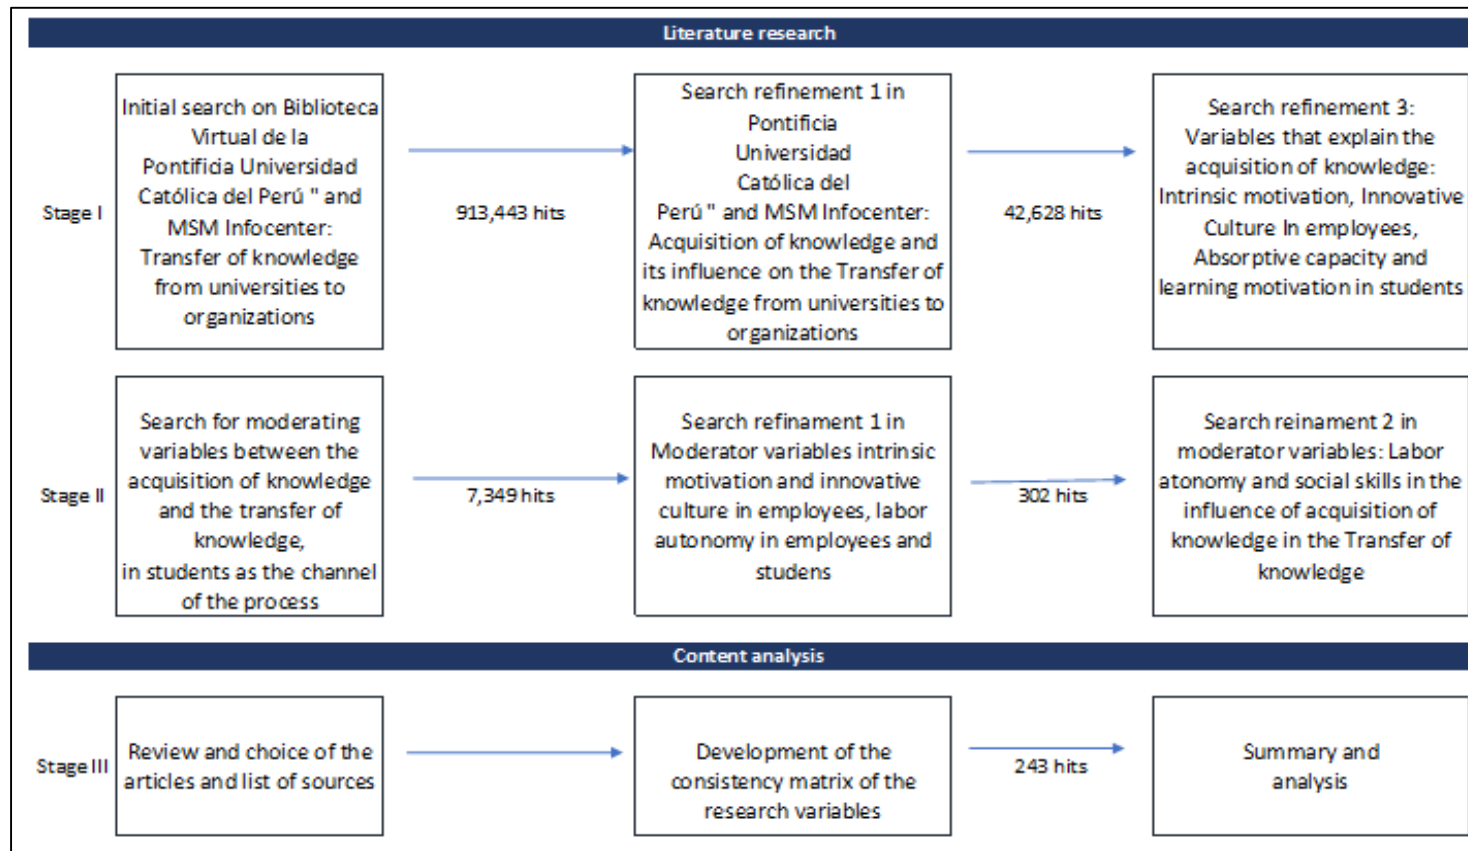 Literature research
Stage I
Initial search on Biblioteca
Virtual de la
Pontificia Universidad
Católica del Perú " and
MSM Infocenter:
Transfer of knowledge
from universities to
organizations
913,443 hits
Search refinement 1 in
Pontificia
Universidad
Católica del
Perú " and MSM Infocenter:
Acquisition of knowledge and
its influence on the Transfer of
knowledge from universities to
organizations
42,628 hits
Search refinement 3:
Variables that explain the
acquisition of knowledge:
Intrinsic motivation, Innovative
Culture In employees,
Absorptive capacity and
learning motivation in students
Stage II
Search for moderating
variables between the
acquisition of knowledge
and the transfer of
knowledge,
in students as the channel
of the process
7,349 hits
Search refinament 1 in
Moderator variables intrinsic
motivation and innovative
culture in employees, labor
autonomy in employees and
studens
302 hits
Search reinament 2 in
moderator variables: Labor
atonomy and social skills in the
influence of acquisition of
knowledge in the Transfer of
knowledge
Content analysis
Stage III
Review and choice of the
articles and list of sources
Development of the
consistency matrix of the
research variables
243 hits
Summary and
analysis